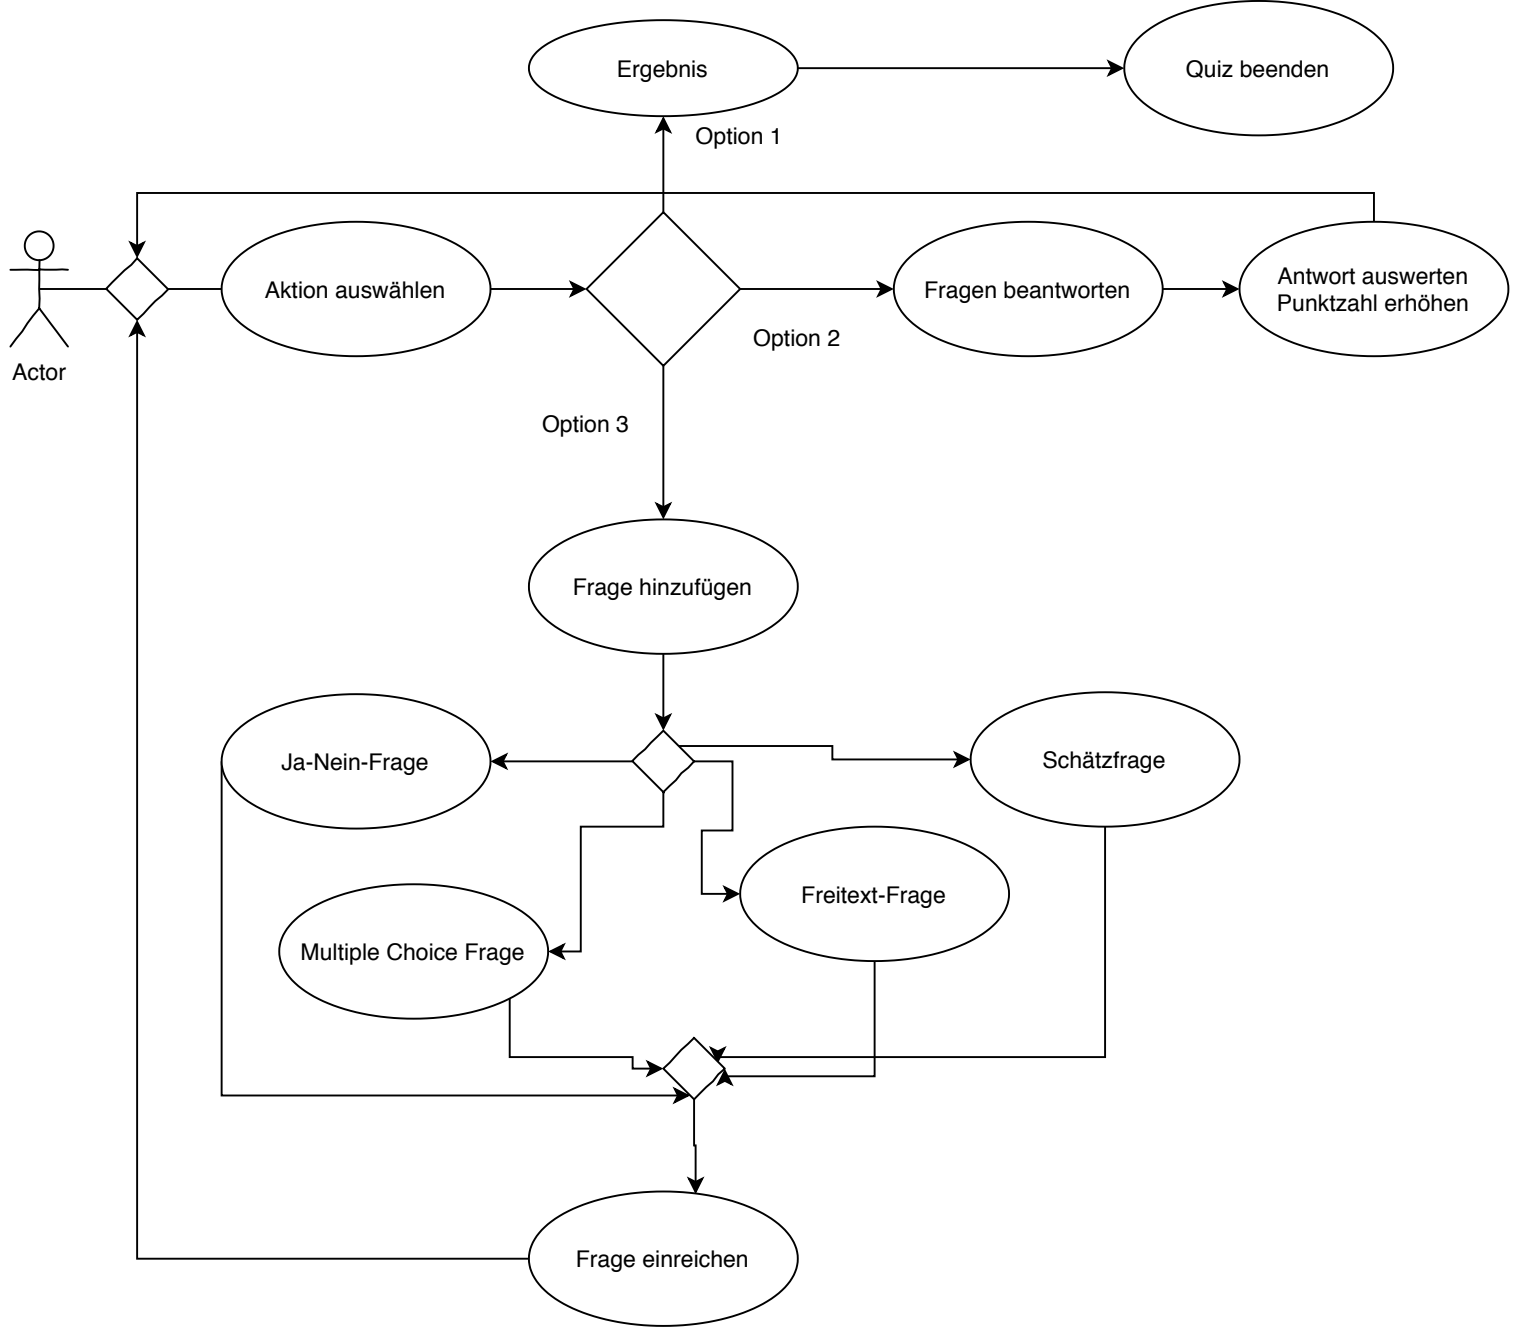 Ergebnis
Quiz beenden
Option 1
Actor
Aktion auswählen
Fragen beantworten
Antwort auswerten
Punktzahl erhöhen
Option 2
Option 3
Frage hinzufügen
Ja-Nein-Frage
Schätzfrage
Freitext-Frage
Multiple Choice Frage
Frage einreichen